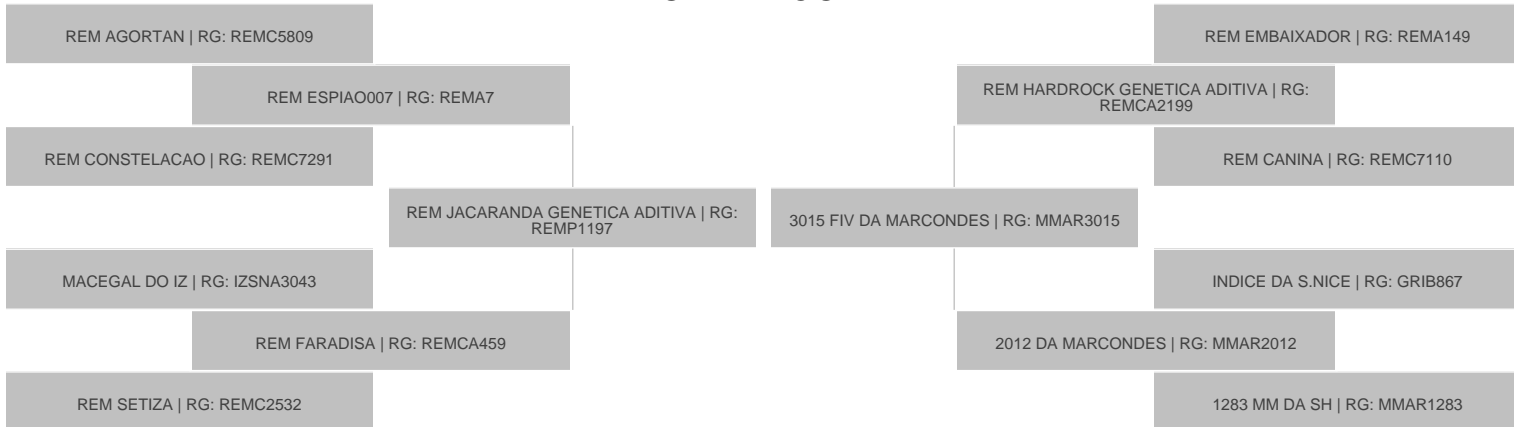 REM AGORTAN | RG: REMC5809
REM EMBAIXADOR | RG: REMA149
REM ESPIAO007 | RG: REMA7
REM HARDROCK GENETICA ADITIVA | RG:
REMCA2199
REM CONSTELACAO | RG: REMC7291
REM CANINA | RG: REMC7110
REM JACARANDA GENETICA ADITIVA | RG:
REMP1197
3015 FIV DA MARCONDES | RG: MMAR3015
MACEGAL DO IZ | RG: IZSNA3043
INDICE DA S.NICE | RG: GRIB867
REM FARADISA | RG: REMCA459
2012 DA MARCONDES | RG: MMAR2012
REM SETIZA | RG: REMC2532
1283 MM DA SH | RG: MMAR1283